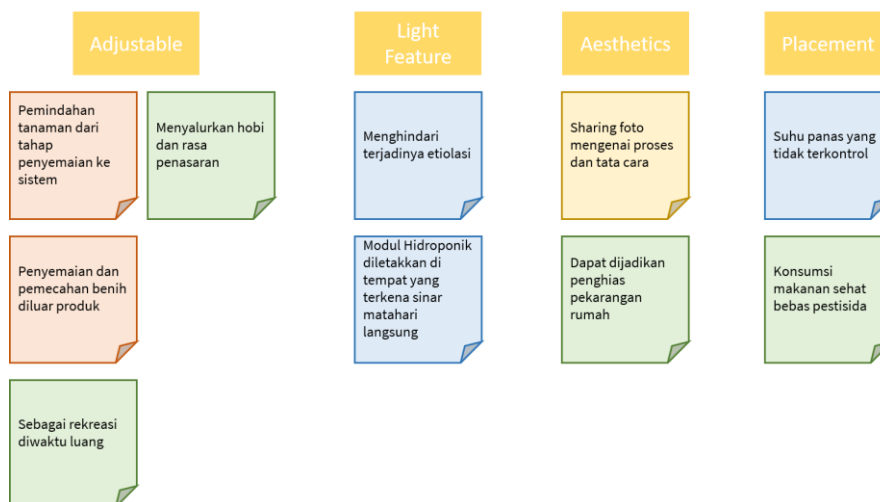 Adjustable
Light
Feature
Aesthetics
Placement
Pemindahan
tanaman dari
tahap
penyemaian ke
sistem
Menyalurkan hobi
dan rasa
penasaran
Menghindari
terjadinya etiolasi
Sharing foto
mengenai proses
dan tata cara
Suhu panas yang
tidak terkontrol
Penyemaian dan
pemecahan benih
diluar produk
Modul Hidroponik
diletakkan di
tempat yang
terkena sinar
matahari
langsung
Dapat dijadikan
penghias
pekarangan
rumah
Konsumsi
makanan sehat
bebas pestisida
Sebagai rekreasi
diwaktu luang